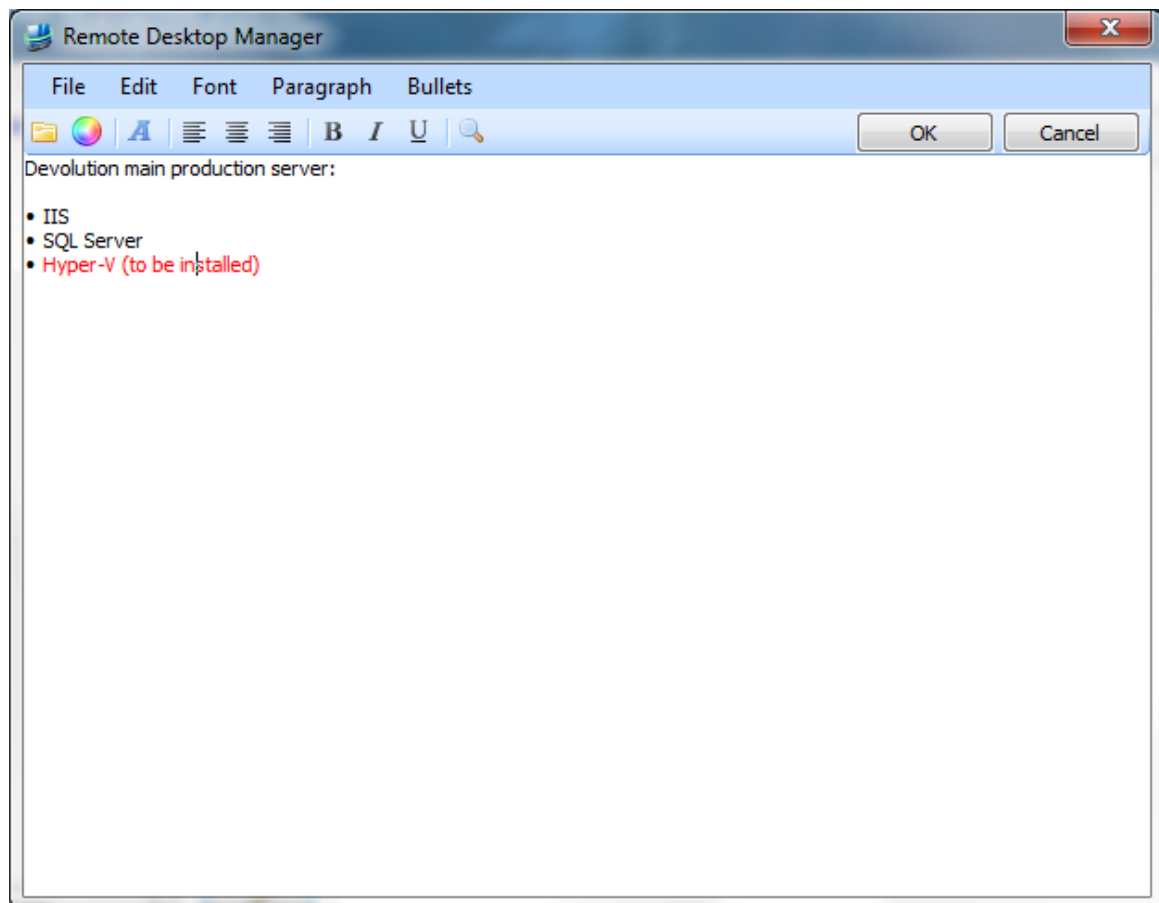 Remote Desktop Manager
File Edit Font Paragraph Bullets
A B I U OK Cancel
Devolution main production server:
• IIS
• SQL Server
• Hyper-V (to be installed)